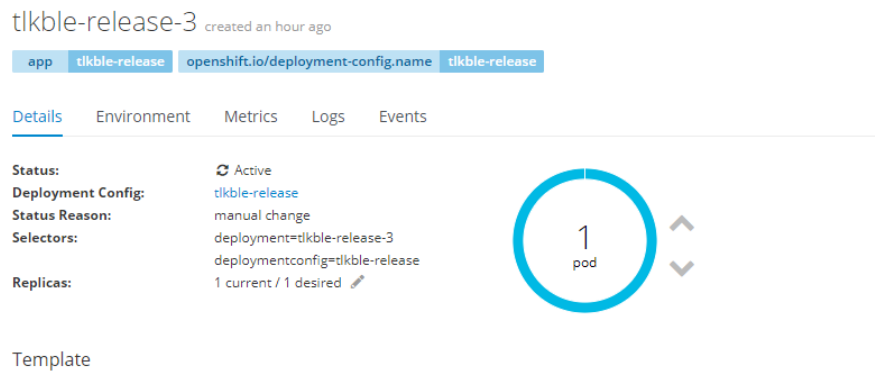 tlkble-release-3 created an hour ago
app tlkble-release openshift.io/deployment-config.name tlkble-release
Details Environment Metrics Logs Events
Status: Active
Deployment Config: tlkble-release
Status Reason: manual change
Selectors: deployment=tlkble-release-3
deploymentconfig=tlkble-release
Replicas: 1 current / 1 desired
1
pod
Template